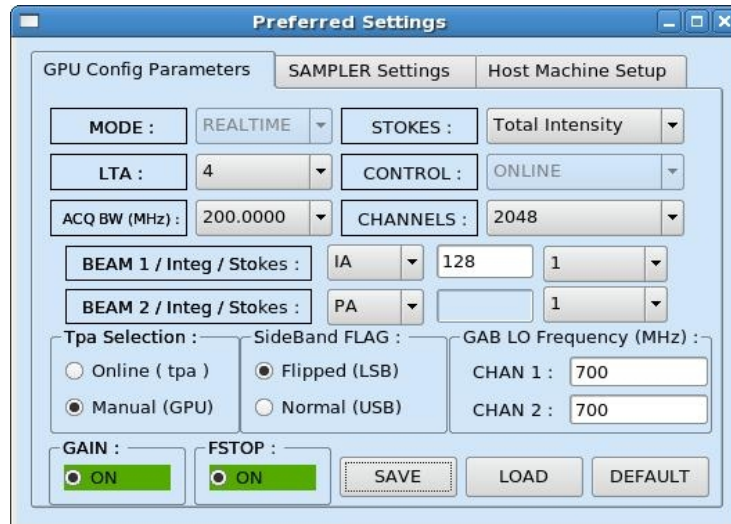 Preferred Settings
GPU Config Parameters SAMPLER Settings Host Machine Setup
MODE : REALTIME STOKES : Total Intensity
LTA : 4 CONTROL : ONLINE
ACQ BW (MHz) : 200.0000 CHANNELS : 2048
BEAM 1 / Integ / Stokes : IA 128 1
BEAM 2 / Integ / Stokes : PA 1
Tpa Selection : SideBand FLAG : GAB LO Frequency (MHz) :
Online ( tpa ) Flipped (LSB) CHAN 1 : 700
Manual (GPU) Normal (USB) CHAN 2 : 700
GAIN : FSTOP :
ON ON SAVE LOAD DEFAULT